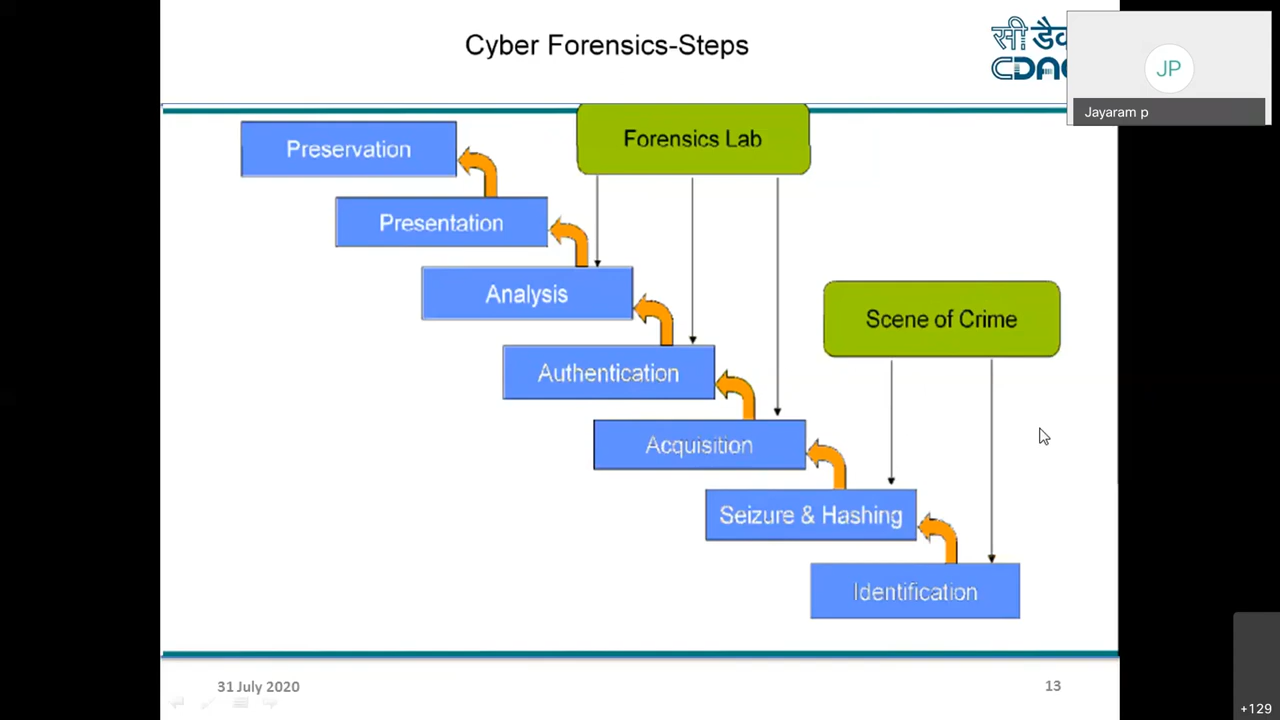 Cyber Forensics-Steps
सी डैक
CDAC
JP
Jayaram p
Preservation
Forensics Lab
Presentation
Analysis
Scene of Crime
Authentication
Acquisition
Seizure & Hashing
Identification
31 July 2020
13
+129